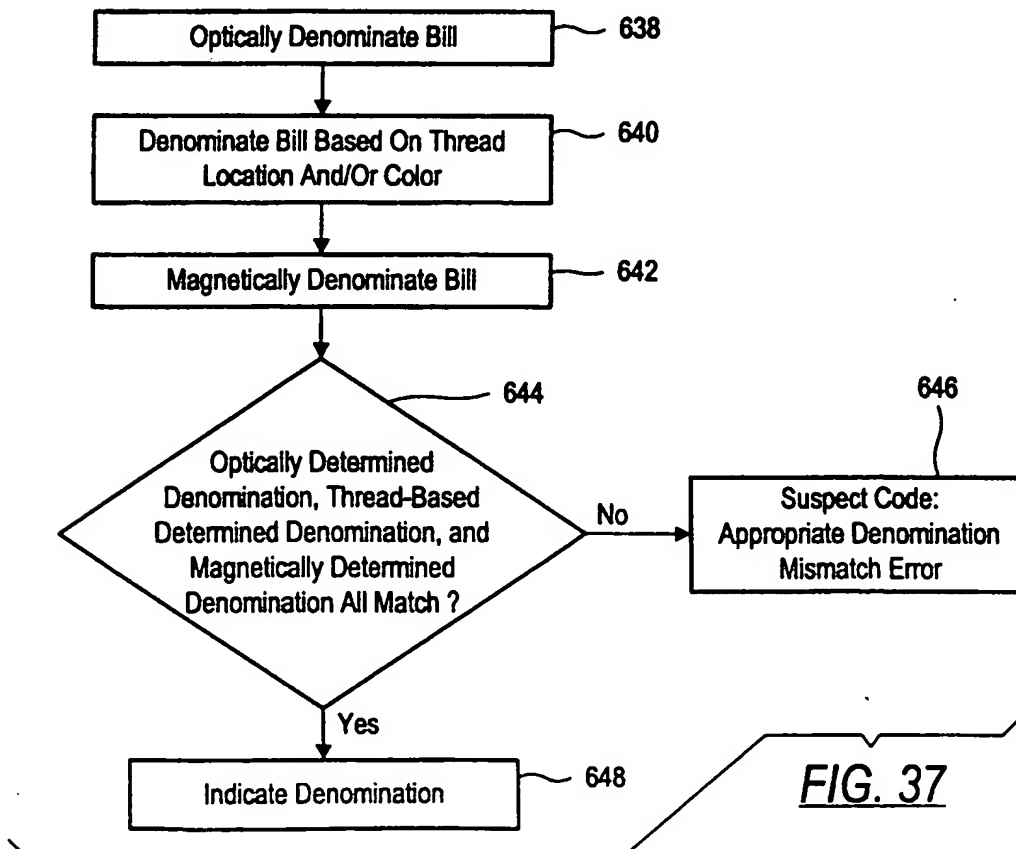 Optically Denominate Bill
638
Denominate Bill Based On Thread
Location And/Or Color
640
Magnetically Denominate Bill
642
644
Optically Determined
Denomination, Thread-Based
Determined Denomination, and
Magnetically Determined
Denomination All Match ?
No
646
Suspect Code:
Appropriate Denomination
Mismatch Error
Yes
Indicate Denomination
648
FIG. 37